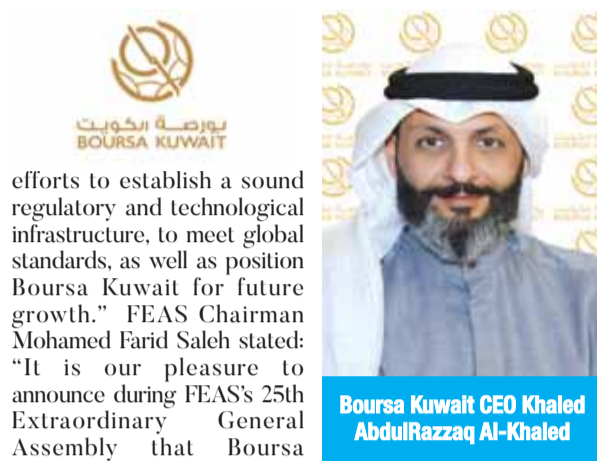 بورصة الكويت
BOURSA KUWAIT
efforts to establish a sound
regulatory and technological
infrastructure, to meet global
standards, as well as position
Boursa Kuwait for future
growth.” FEAS Chairman
Mohamed Farid Saleh stated:
“It is our pleasure to
announce during FEAS’s 25th
Extraordinary General
Assembly that Boursa
Boursa Kuwait CEO Khaled
AbdulRazzaq Al-Khaled